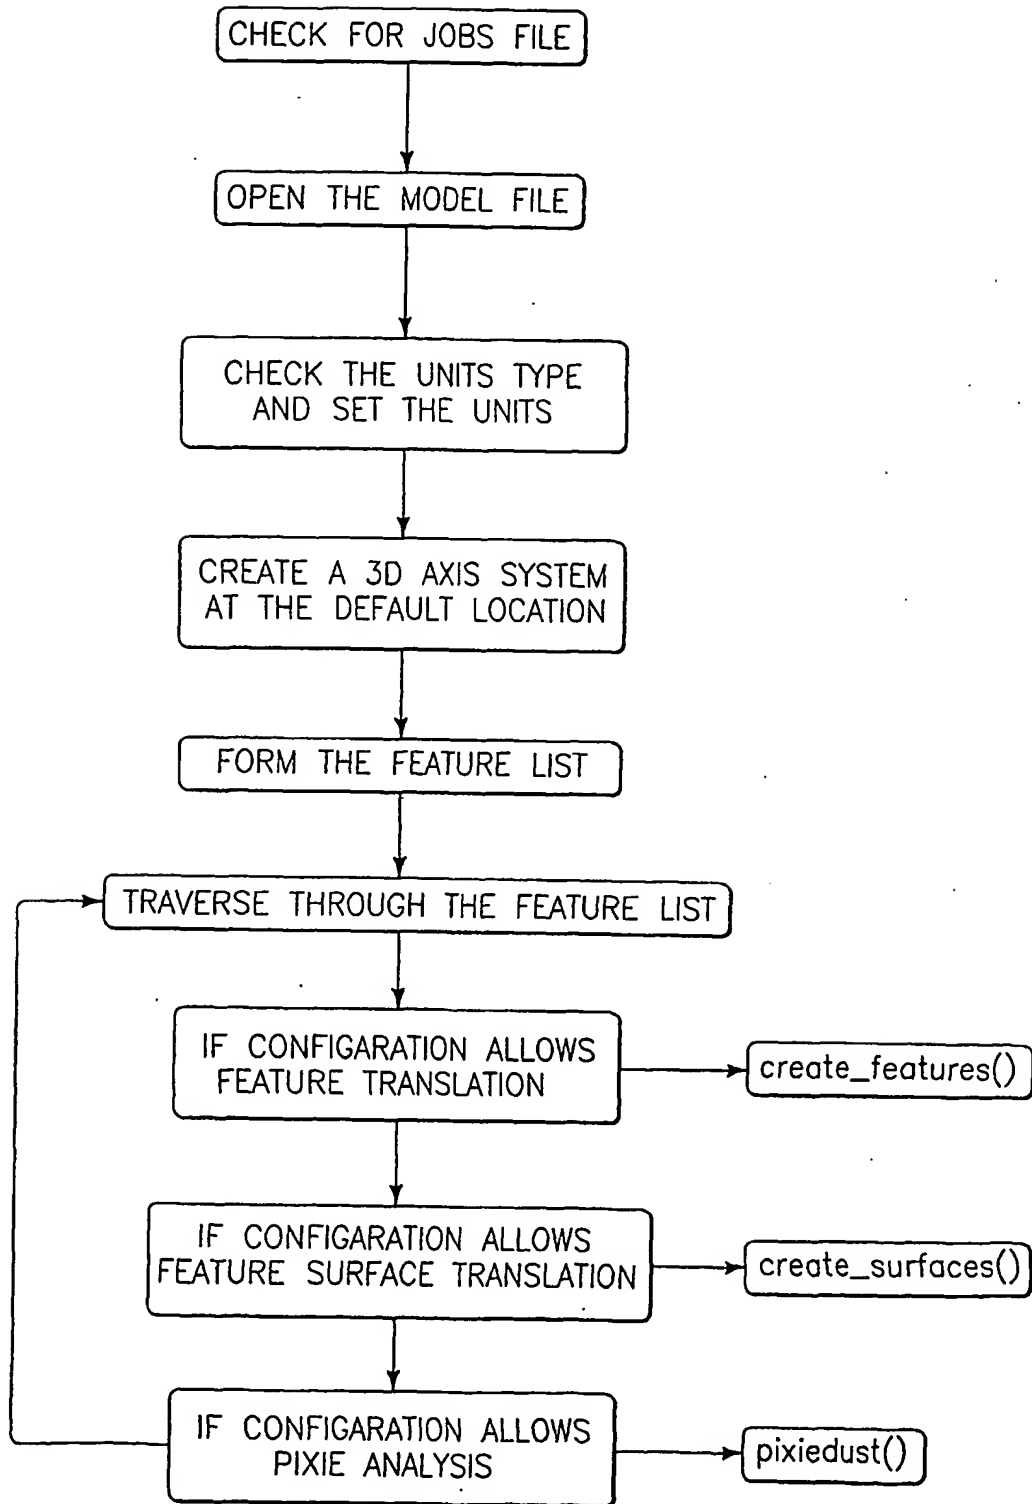 CHECK FOR JOBS FILE
OPEN THE MODEL FILE
CHECK THE UNITS TYPE
AND SET THE UNITS
CREATE A 3D AXIS SYSTEM
AT THE DEFAULT LOCATION
FORM THE FEATURE LIST
TRAVERSE THROUGH THE FEATURE LIST
IF CONFIGARATION ALLOWS
FEATURE TRANSLATION
create_features()
IF CONFIGARATION ALLOWS
FEATURE SURFACE TRANSLATION
create_surfaces()
IF CONFIGARATION ALLOWS
PIXIE ANALYSIS
pixiedust()